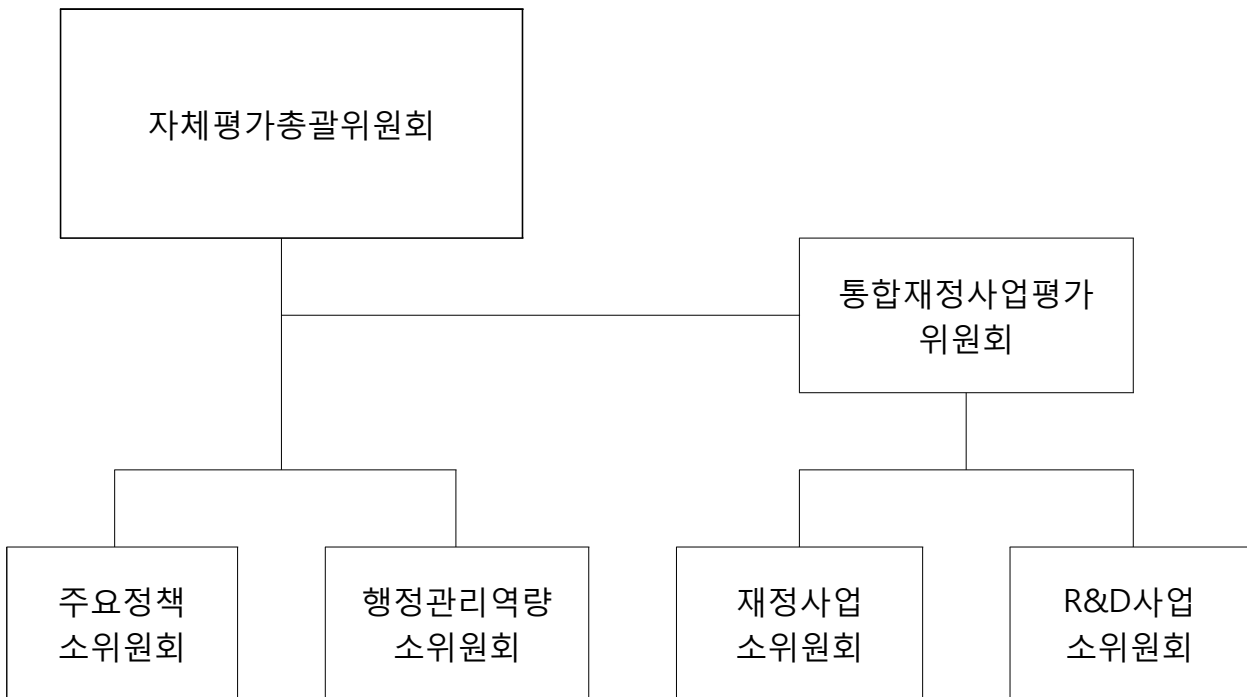 자체평가총괄위원회
통합재정사업평가
위원회
주요정책
소위원회
행정관리역량
소위원회
재정사업
소위원회
R&D사업
소위원회